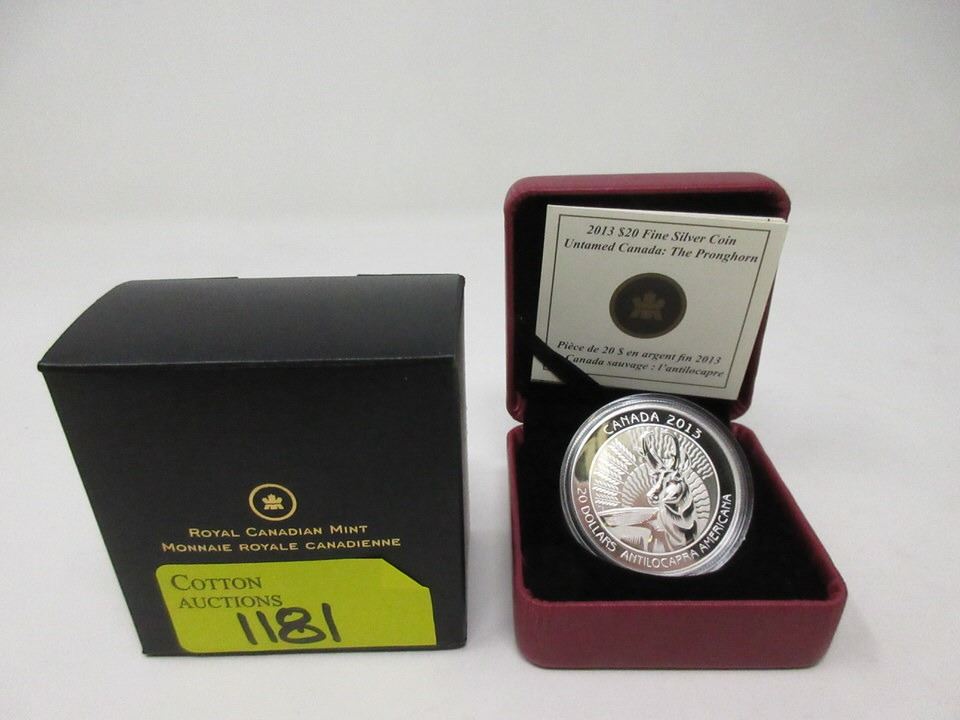 ROYAL CANADIAN MINT
MONNAIE ROYALE CANADIENNE
COTTON
AUCTIONS
1181
2013 $20 Fine Silver Coin
Untamed Canada: The Pronghorn
Pièce de 20 $ en argent fin 2013
Canada sauvage : l'antilocapre
CANADA 2013
20 DOLLARS ANTILOCAPRA AMERICANA